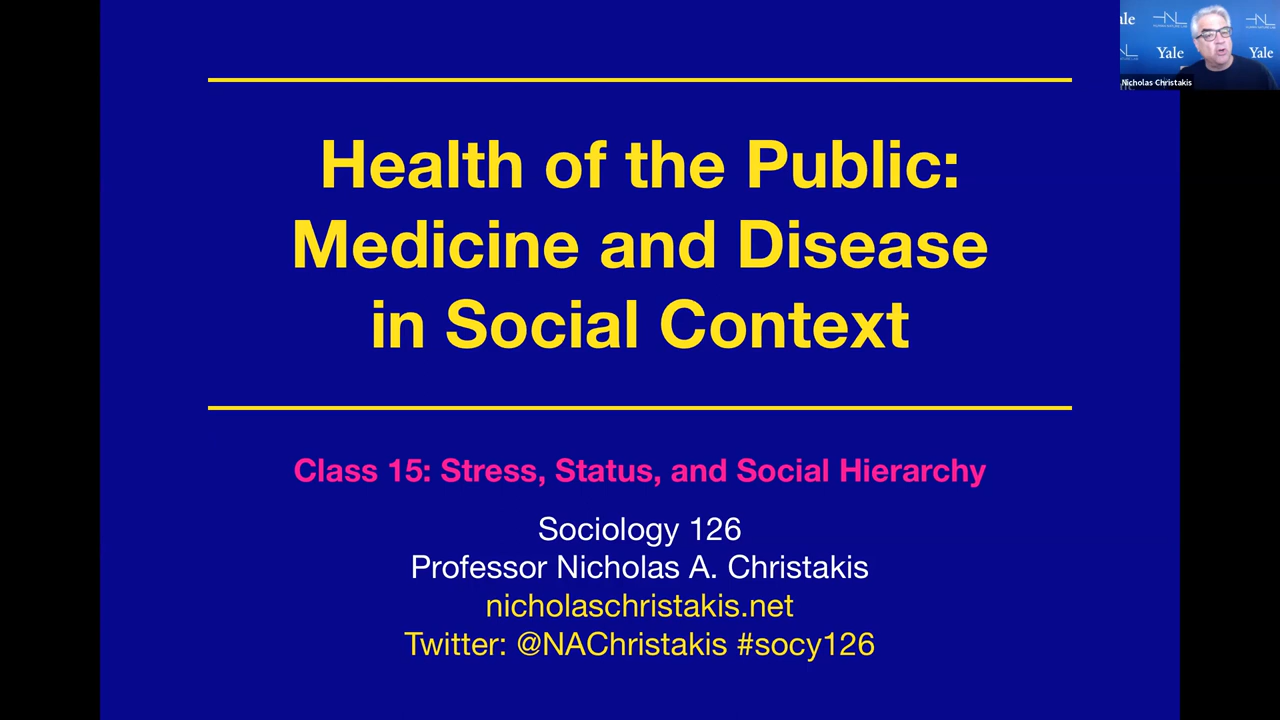 Health of the Public:
Medicine and Disease
in Social Context
Class 15: Stress, Status, and Social Hierarchy
Sociology 126
Professor Nicholas A. Christakis
nicholaschristakis.net
Twitter: @NAChristakis #socy126
Yale
Yale
Nicholas Christakis